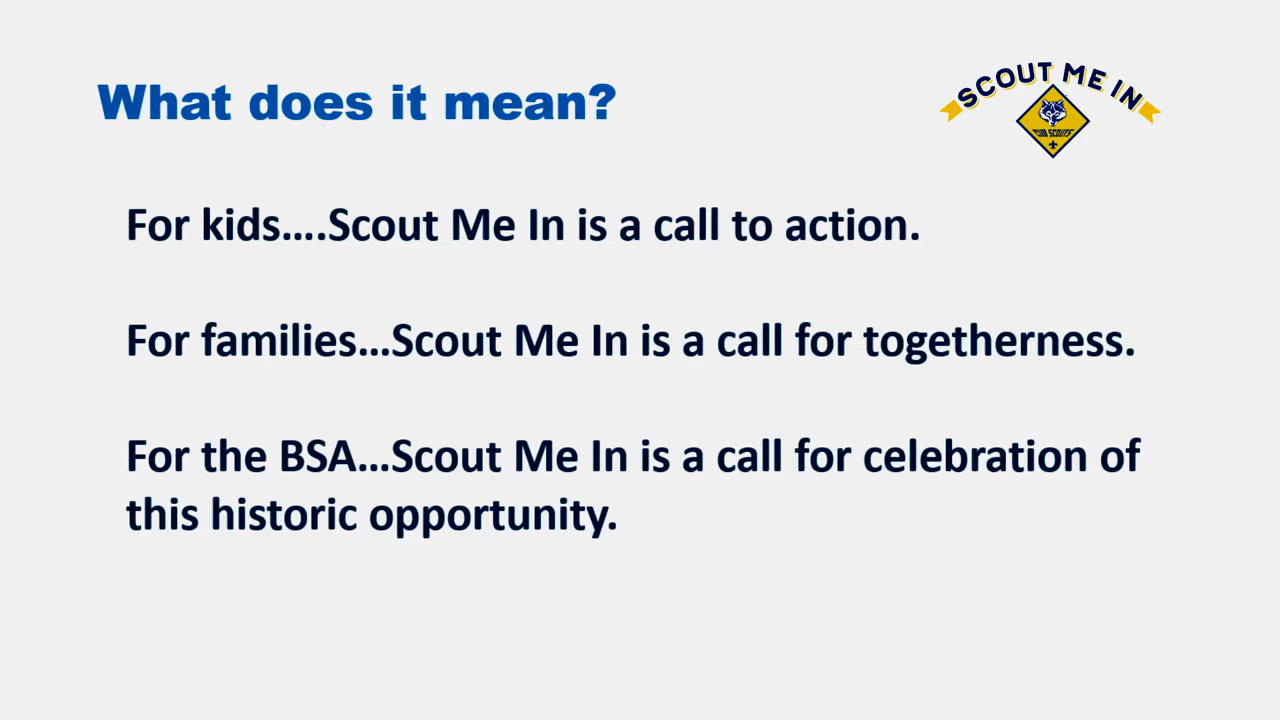 What does it mean?
SCOUT ME IN
CUB SCOUTS
For kids….Scout Me In is a call to action.
For families…Scout Me In is a call for togetherness.
For the BSA…Scout Me In is a call for celebration of
this historic opportunity.